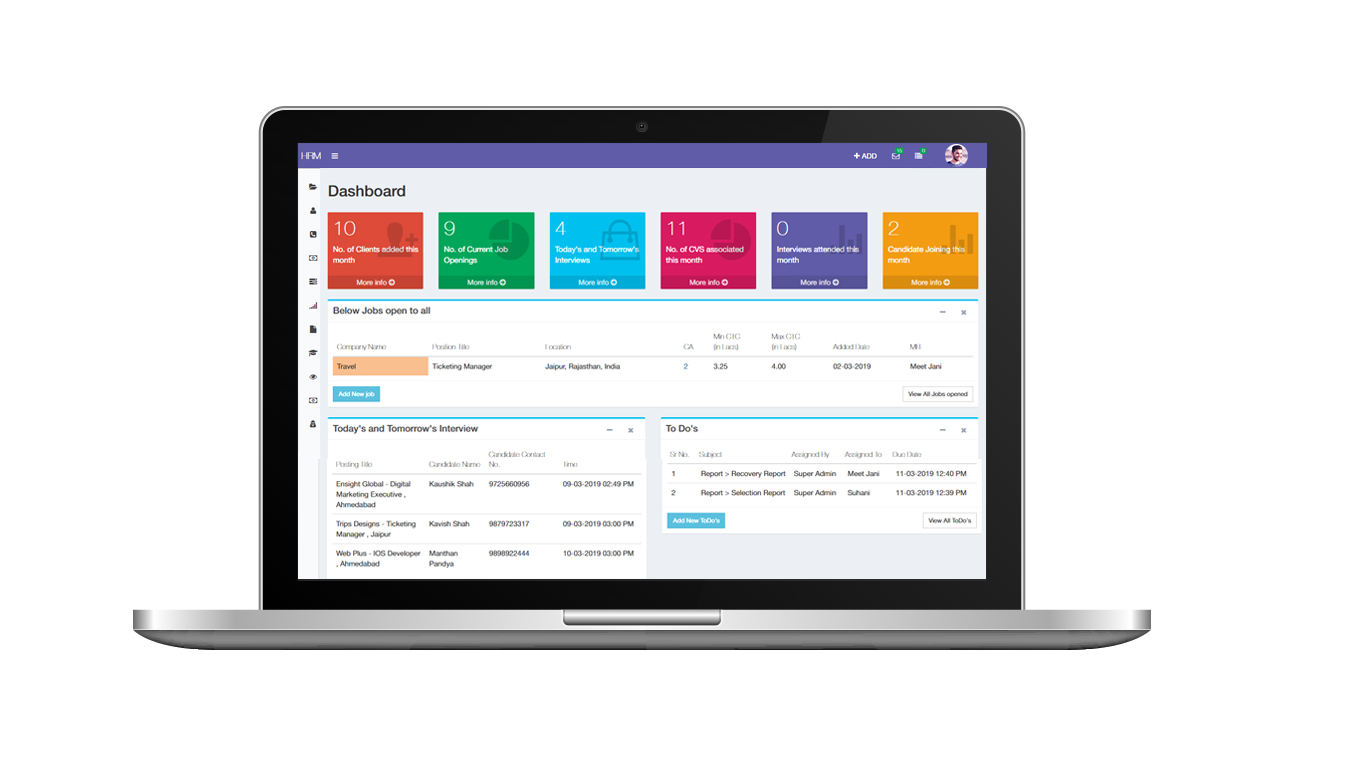 HRM
+ ADD
Dashboard
10
No. of Clients added this
month
More info
9
No. of Current Job
Openings
More info
4
Today's and Tomorrow's
Interviews
More info
11
No. of CVS associated
this month
More info
0
Interviews attended this
month
More info
2
Candidate Joining this
month
More info
Below Jobs open to all
Company Name Position Title Location CA Min CTC (in Lacs) Max CTC (in Lacs) Added Date
Travel Ticketing Manager Jaipur, Rajasthan, India 2 3.25 4.00 02-03-2019 Meet Jani
Add New job
View All Jobs opened
Today's and Tomorrow's Interview
Posting Title Candidate Name Candidate Contact No. Time
Ensight Global - Digital Kaushik Shah 9725660956 09-03-2019 02:49 PM
Marketing Executive ,
Ahmedabad
Trips Designs - Ticketing Kavish Shah 9879723317 09-03-2019 03:00 PM
Manager , Jaipur
Web Plus - IOS Developer Manthan 9898922444 10-03-2019 03:00 PM
, Ahmedabad Pandya
To Do's
Sr No. Subject Assigned By Assigned To Due Date
1 Report > Recovery Report Super Admin Meet Jani 11-03-2019 12:40 PM
2 Report > Selection Report Super Admin Suhani 11-03-2019 12:39 PM
Add New ToDo's
View All ToDo's